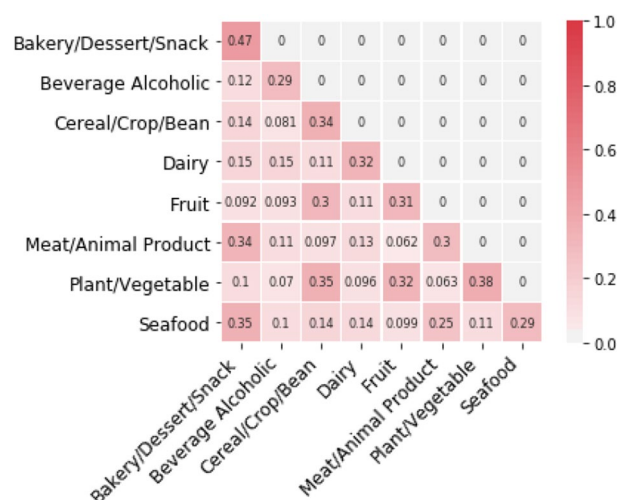 Bakery/Dessert/Snack 0.47 0 0 0 0 0 0 0
Beverage Alcoholic 0.12 0.29 0 0 0 0 0 0
Cereal/Crop/Bean 0.14 0.081 0.34 0 0 0 0 0
Dairy 0.15 0.15 0.11 0.32 0 0 0 0
Fruit 0.092 0.093 0.3 0.11 0.31 0 0 0
Meat/Animal Product 0.34 0.11 0.097 0.13 0.062 0.3 0 0
Plant/Vegetable 0.1 0.07 0.35 0.096 0.32 0.063 0.38 0
Seafood 0.35 0.1 0.14 0.14 0.099 0.25 0.11 0.29
Bakery/Dessert/Snack
Beverage Alcoholic
Cereal/Crop/Bean
Dairy
Fruit
Meat/Animal Product
Plant/Vegetable
Seafood
1.0
0.8
0.6
0.4
0.2
0.0